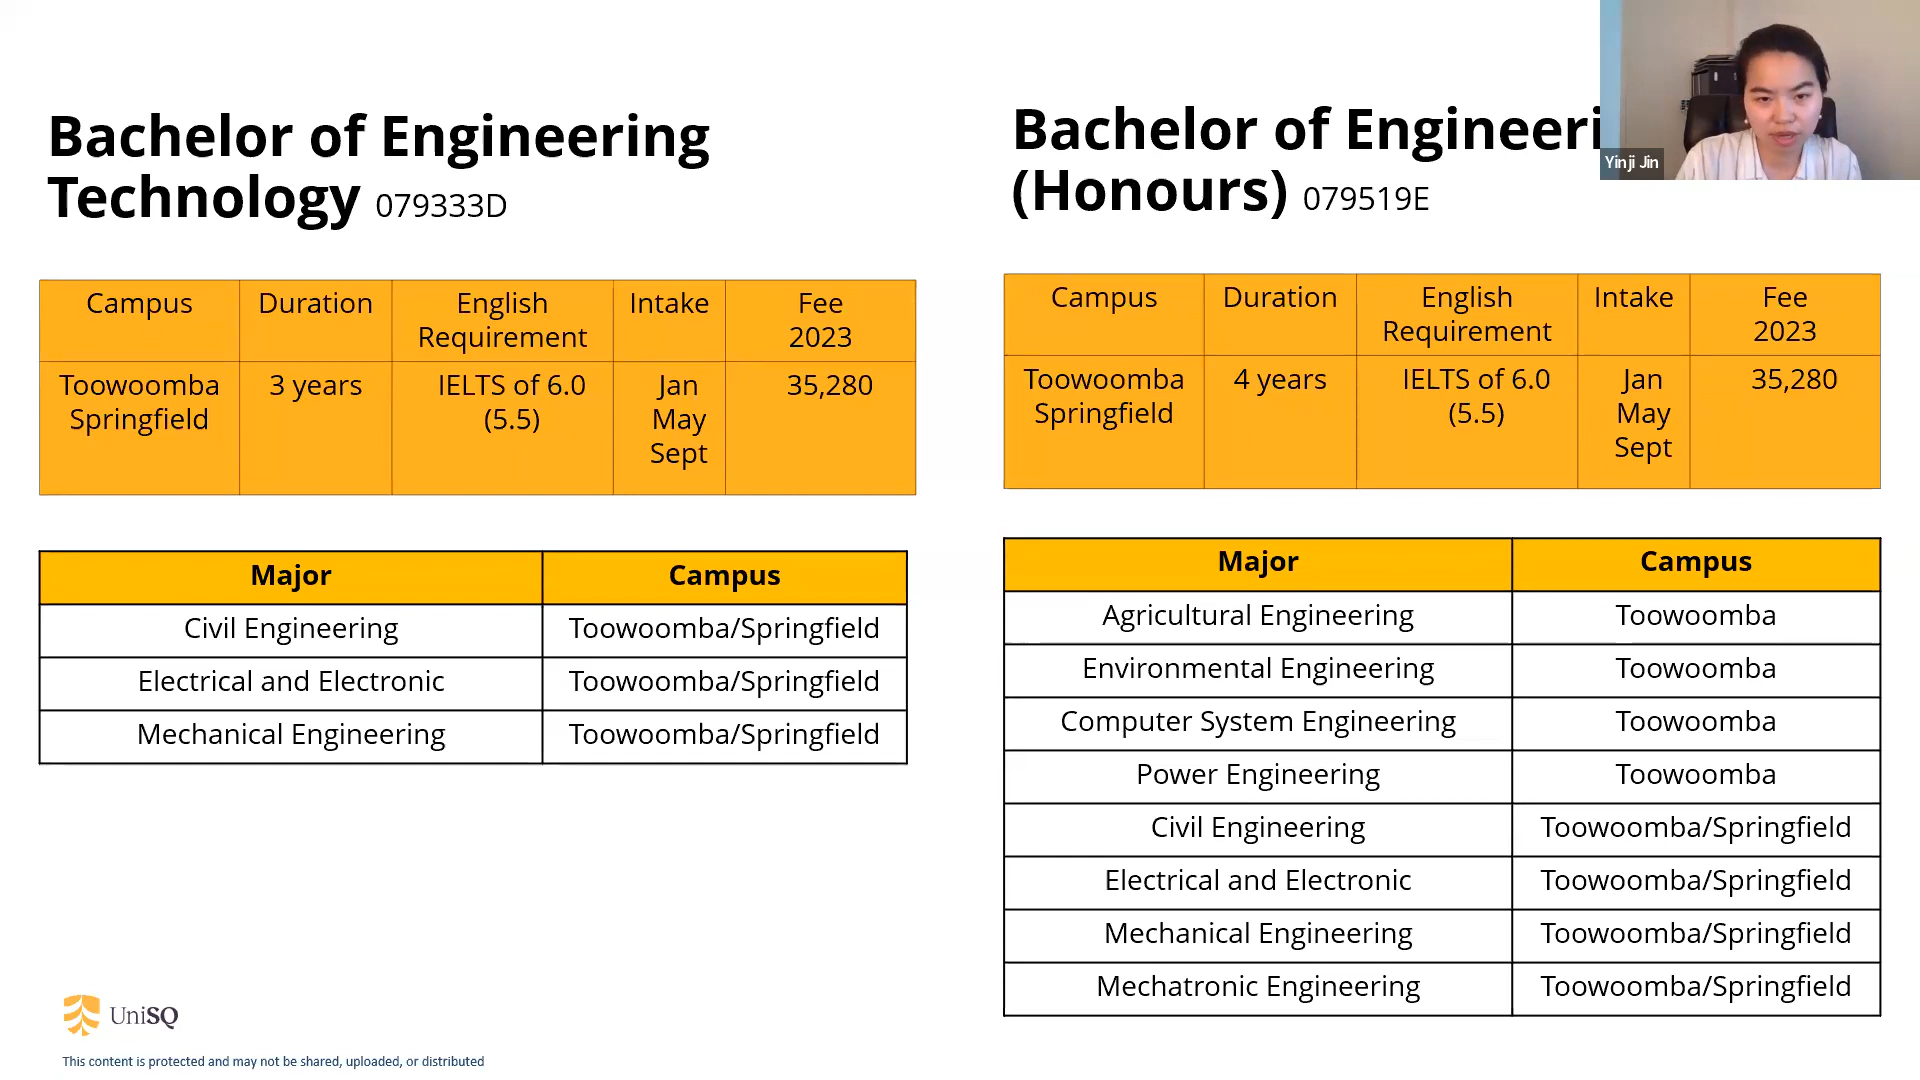 Bachelor of Engineering
Technology 079333D
Campus Duration English Requirement Intake Fee 2023
Toowoomba Springfield 3 years IELTS of 6.0 (5.5) Jan May Sept 35,280
Major Campus
Civil Engineering Toowoomba/Springfield
Electrical and Electronic Toowoomba/Springfield
Mechanical Engineering Toowoomba/Springfield
UniSQ
This content is protected and may not be shared, uploaded, or distributed
Bachelor of Engineeri
(Honours) 079519E
Campus Duration English Requirement Intake Fee 2023
Toowoomba Springfield 4 years IELTS of 6.0 (5.5) Jan May Sept 35,280
Major Campus
Agricultural Engineering Toowoomba
Environmental Engineering Toowoomba
Computer System Engineering Toowoomba
Power Engineering Toowoomba
Civil Engineering Toowoomba/Springfield
Electrical and Electronic Toowoomba/Springfield
Mechanical Engineering Toowoomba/Springfield
Mechatronic Engineering Toowoomba/Springfield
Yinji Jin